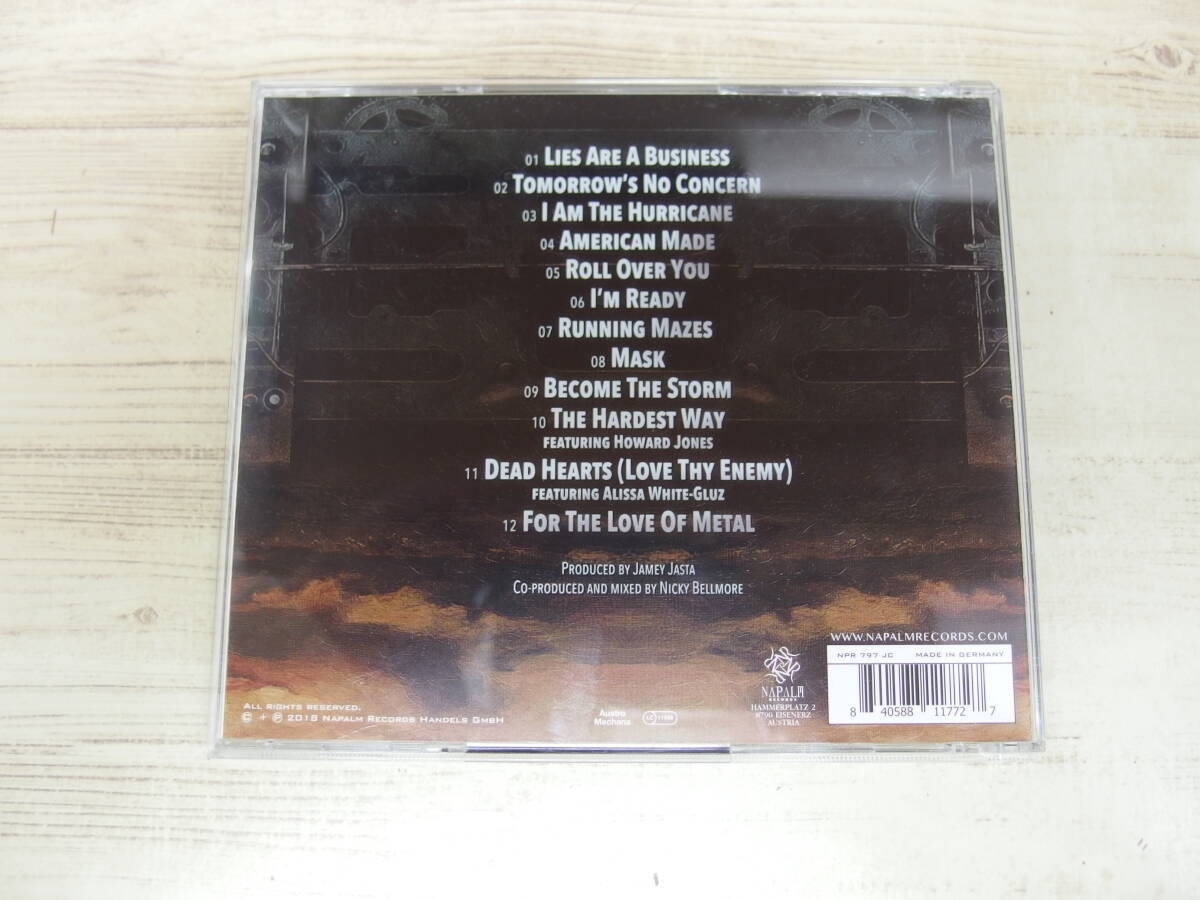 01 LIES ARE A BUSINESS
02 TOMORROW'S NO CONCERN
03 I AM THE HURRICANE
04 AMERICAN MADE
05 ROLL OVER YOU
06 I'M READY
07 RUNNING MAZES
08 MASK
09 BECOME THE STORM
10 THE HARDEST WAY
FEATURING HOWARD JONES
11 DEAD HEARTS (LOVE THY ENEMY)
FEATURING ALISSA WHITE-GLUZ
12 FOR THE LOVE OF METAL
PRODUCED BY JAMEY JASTA
CO-PRODUCED AND MIXED BY NICKY BELLMORE
WWW.NAPALMRECORDS.COM
NPR 797 JC MADE IN GERMANY
8 40588 11772 7
NAPALM
RECORDS
HAMMERPLATZ 2
8790 EISENERZ
AUSTRIA
Austro
Mechana
ALL RIGHTS RESERVED.
© + ℗ 2018 NAPALM RECORDS HANDELS GMBH